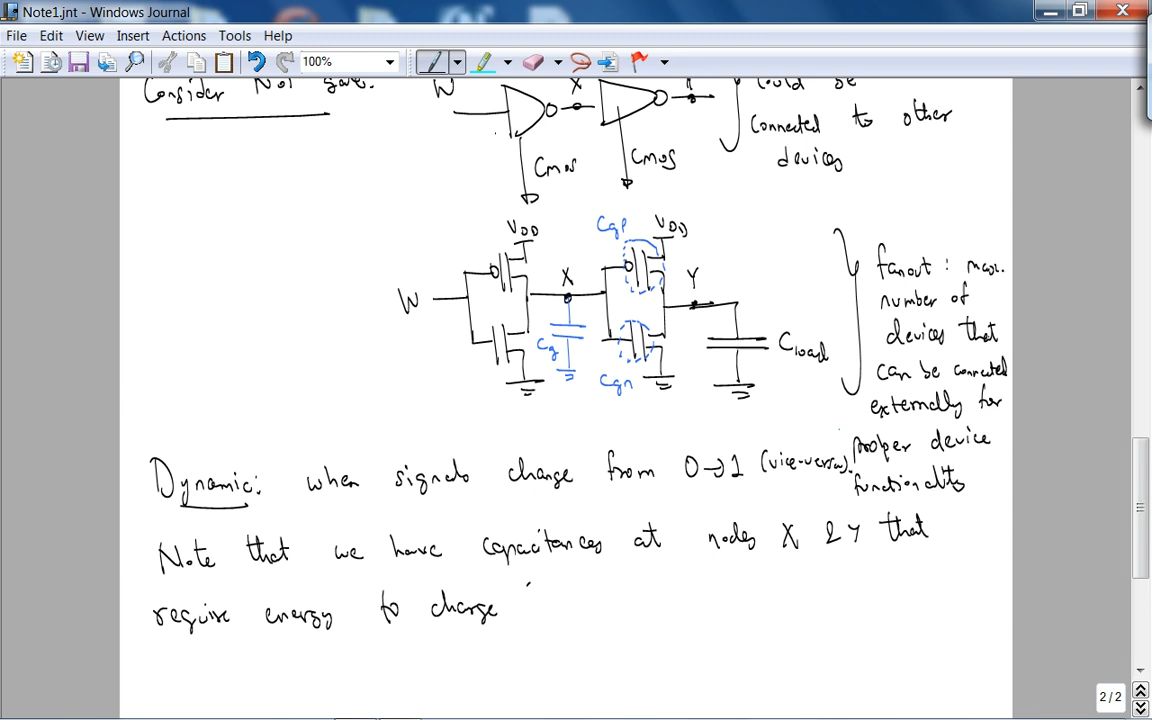 Note1.jnt - Windows Journal
File Edit View Insert Actions Tools Help
100%
Consider NOT gate.
W
X
Y
Could be
connected to other
devices
CMOS
CMOS
VDD
Cgp
VDD
W
X
Y
Cg
Cgn
Cload
fanout : max.
number of
devices that
can be connected
externally for
proper device
functionality
Dynamic: when signals change from 0→1 (vice-versa).
Note that we have capacitances at nodes X & Y that
require energy to charge
2/2